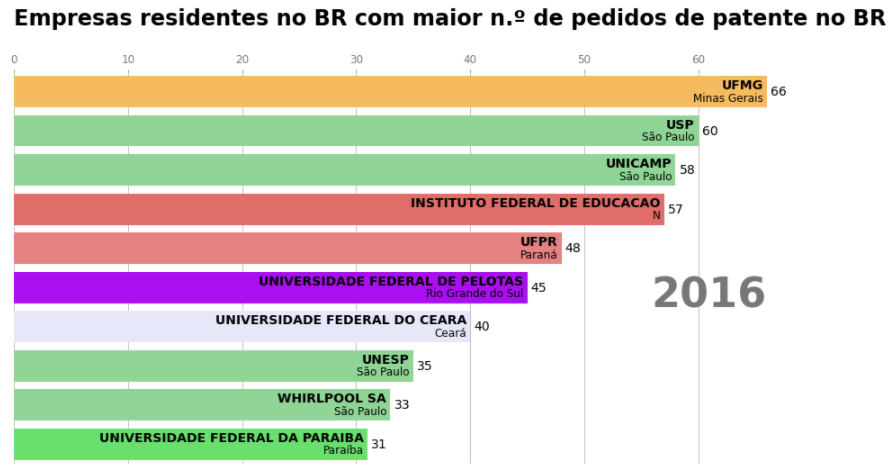 Empresas residentes no BR com maior n.º de pedidos de patente no BR
0 10 20 30 40 50 60
UFMG
Minas Gerais
66
USP
São Paulo
60
UNICAMP
São Paulo
58
INSTITUTO FEDERAL DE EDUCACAO
N
57
UFPR
Paraná
48
UNIVERSIDADE FEDERAL DE PELOTAS
Rio Grande do Sul
45
2016
UNIVERSIDADE FEDERAL DO CEARA
Ceará
40
UNESP
São Paulo
35
WHIRLPOOL SA
São Paulo
33
UNIVERSIDADE FEDERAL DA PARAIBA
Paraíba
31